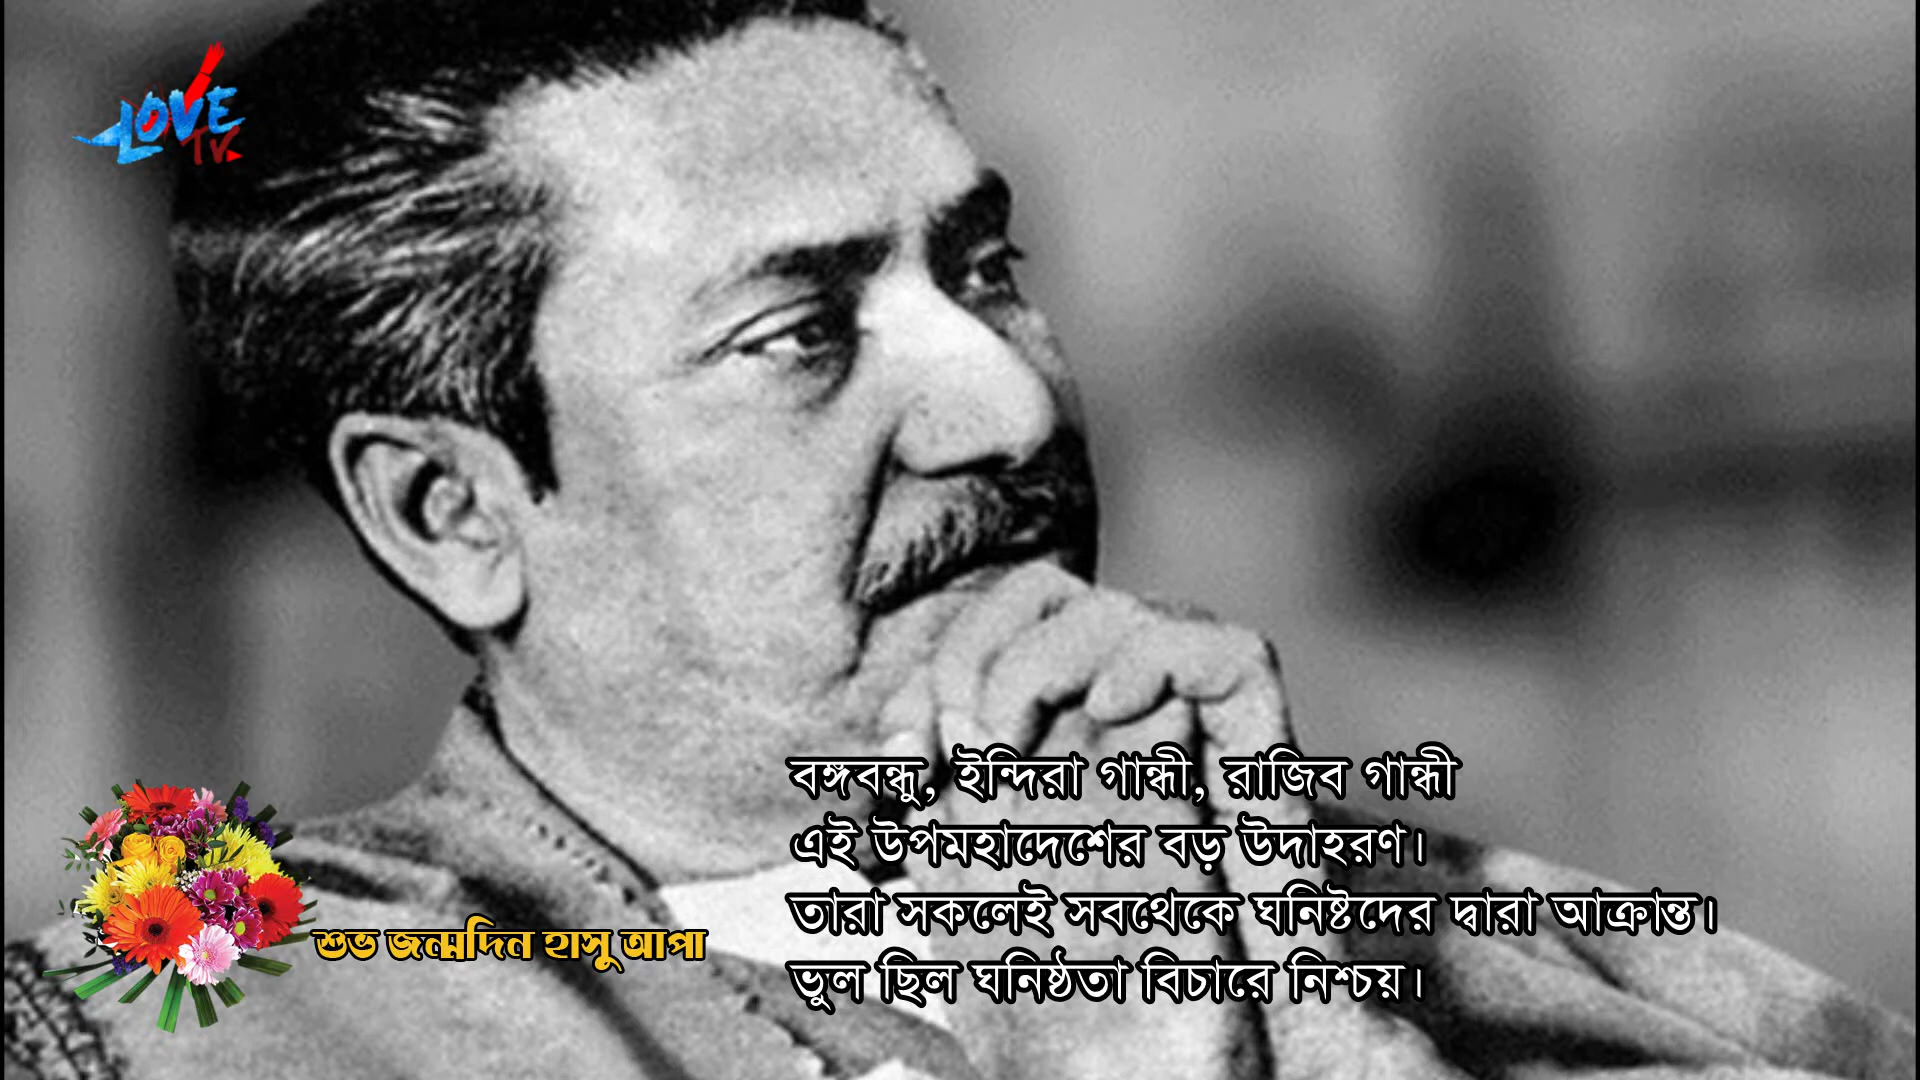 LOVE
TV
বঙ্গবন্ধু, ইন্দিরা গান্ধী, রাজিব গান্ধী
এই উপমহাদেশের বড় উদাহরণ।
তারা সকলেই সবথেকে ঘনিষ্টদের দ্বারা আক্রান্ত।
ভুল ছিল ঘনিষ্ঠতা বিচারে নিশ্চয়।
শুভ জন্মদিন হাসু আপা